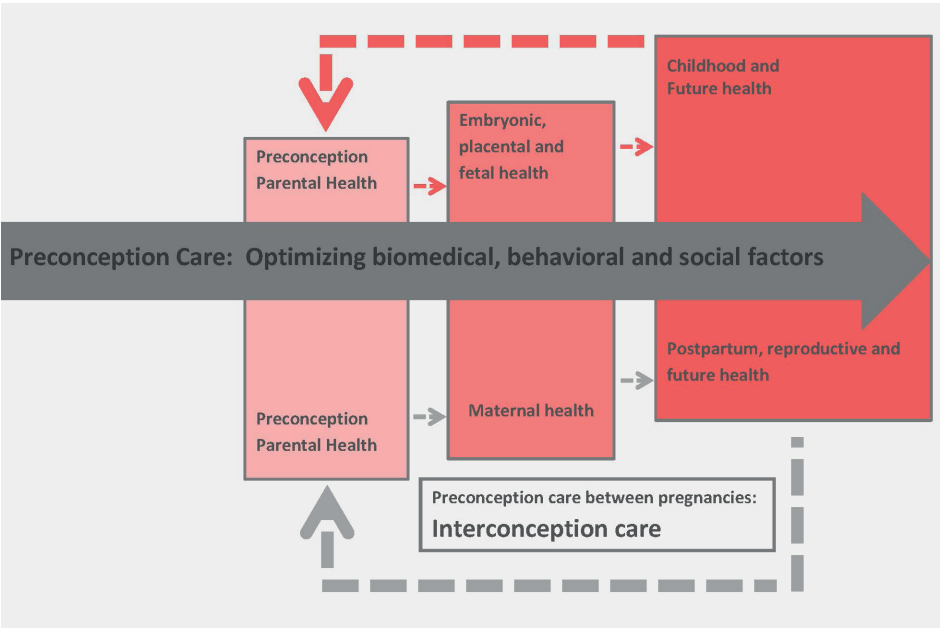 Childhood and
Future health
Embryonic,
placental and
fetal health
Preconception
Parental Health
Preconception Care:  Optimizing biomedical, behavioral and social factors
Postpartum, reproductive and
future health
Maternal health
Preconception
Parental Health
Preconception care between pregnancies:
Interconception care